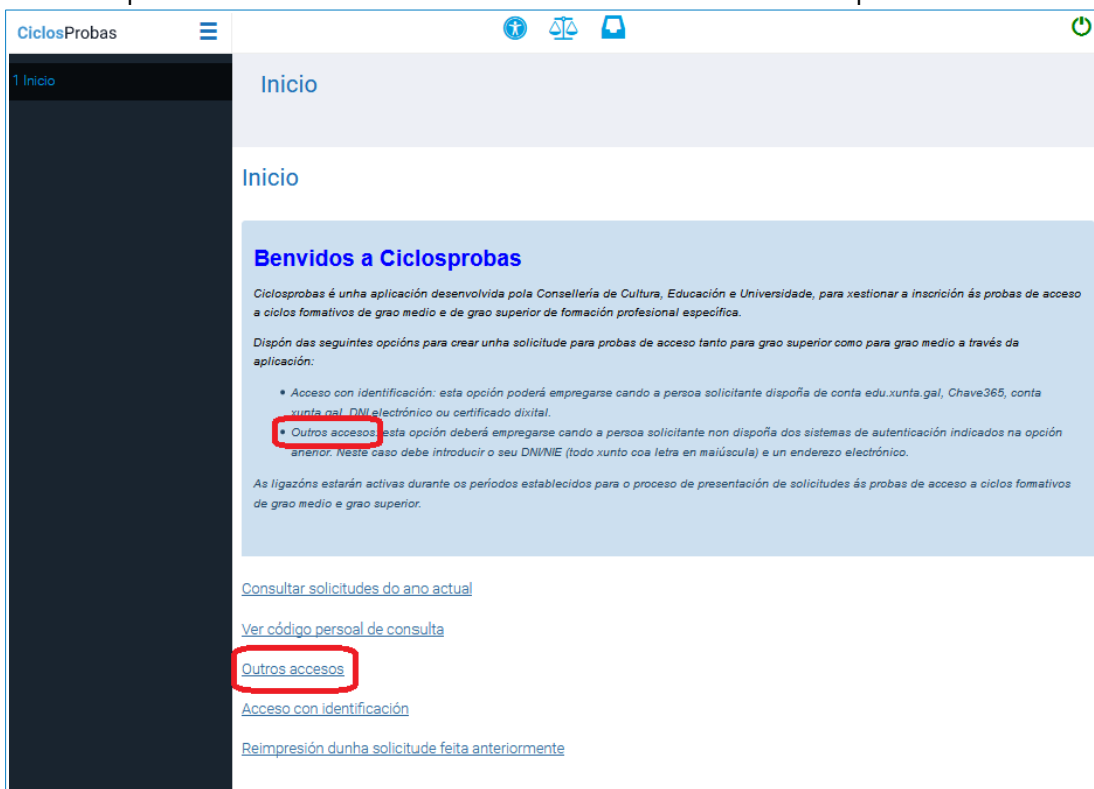 CiclosProbas
1 Inicio
Inicio
Inicio
Benvidos a Ciclosprobas
Ciclosprobas é unha aplicación desenvolvida pola Consellería de Cultura, Educación e Universidade, para xestionar a inscrición ás probas de acceso
a ciclos formativos de grao medio e de grao superior de formación profesional específica.
Dispón das seguintes opcións para crear unha solicitude para probas de acceso tanto para grao superior como para grao medio a través da
aplicación:
• Acceso con identificación: esta opción poderá empregarse cando a persoa solicitante dispoña de conta edu.xunta.gal, Chave365, conta
xunta.gal, DNI electrónico ou certificado dixital.
• Outros accesos: esta opción deberá empregarse cando a persoa solicitante non dispoña dos sistemas de autenticación indicados na opción
anerior. Neste caso debe introducir o seu DNI/NIE (todo xunto coa letra en maiúscula) e un enderezo electrónico.
As ligazóns estarán activas durante os períodos establecidos para o proceso de presentación de solicitudes ás probas de acceso a ciclos formativos
de grao medio e grao superior.
Consultar solicitudes do ano actual
Ver código persoal de consulta
Outros accesos
Acceso con identificación
Reimpresión dunha solicitude feita anteriormente